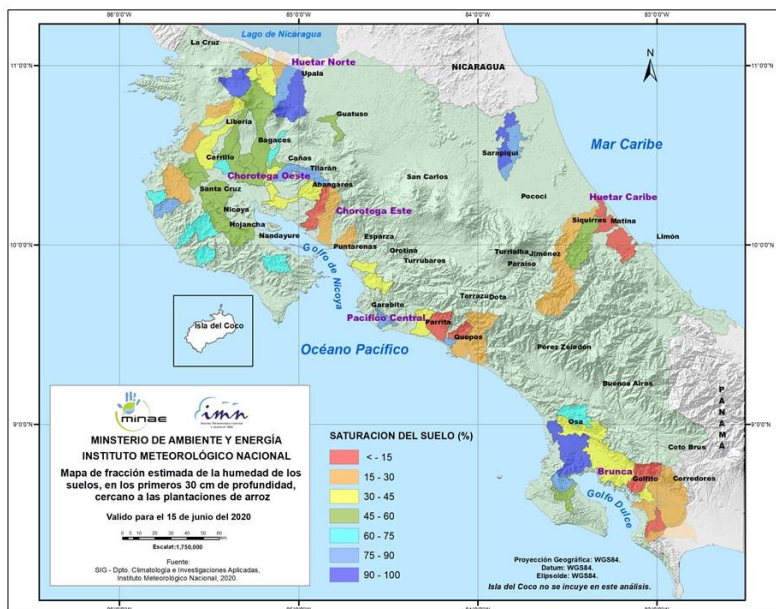 86°0'0"W
85°0'0"W
84°0'0"W
83°0'0"W
Lago de Nicaragua
La Cruz
Huetar Norte
Upala
NICARAGUA
N
11°0'0"N
11°0'0"N
Guatuso
Liberia
Bagaces
Mar Caribe
Carrillo
Cañas
Tilarán
Sarapiquí
Chorotega Oeste
Abangares
San Carlos
Santa Cruz
Pococí
Huetar Caribe
Nicoya
Chorotega Este
Siquirres
Matina
Hojancha
Nandayure
Esparza
Limón
10°0'0"N
10°0'0"N
Puntarenas
Orotina
Turrubares
Turrialba
Jiménez
Paraíso
Golfo de Nicoya
Garabito
Tarrazú
Dota
Isla del Coco
Pacifico Central
Parrita
Quepos
Océano Pacífico
Pérez Zeledón
Buenos Aires
PANAMA
minae
imn
Instituto Meteorológico Nacional
MINSTERIO DE AMBIENTE Y ENERGÍA
INSTITUTO METEOROLÓGICO NACIONAL
Mapa de fracción estimada de la humedad de los
suelos, en los primeros 30 cm de profundidad,
cercano a las plantaciones de arroz
Valido para el 15 de junio del 2020
Escalat:1,750,000
Fuente:
SIG - Dpto. Climatología e Investigaciones Aplicadas,
Instituto Meteorológico Nacional, 2020.
9°0'0"N
9°0'0"N
Osa
Coto Brus
Brunca
Golfito
Corredores
Golfo Dulce
SATURACION DEL SUELO (%)
< - 15
15 - 30
30 - 45
45 - 60
60 - 75
75 - 90
90 - 100
Proyección Geográfica: WGS84.
Datum: WGS84.
Elipsoide: WGS84.
Isla del Coco no se incluye en este análisis.